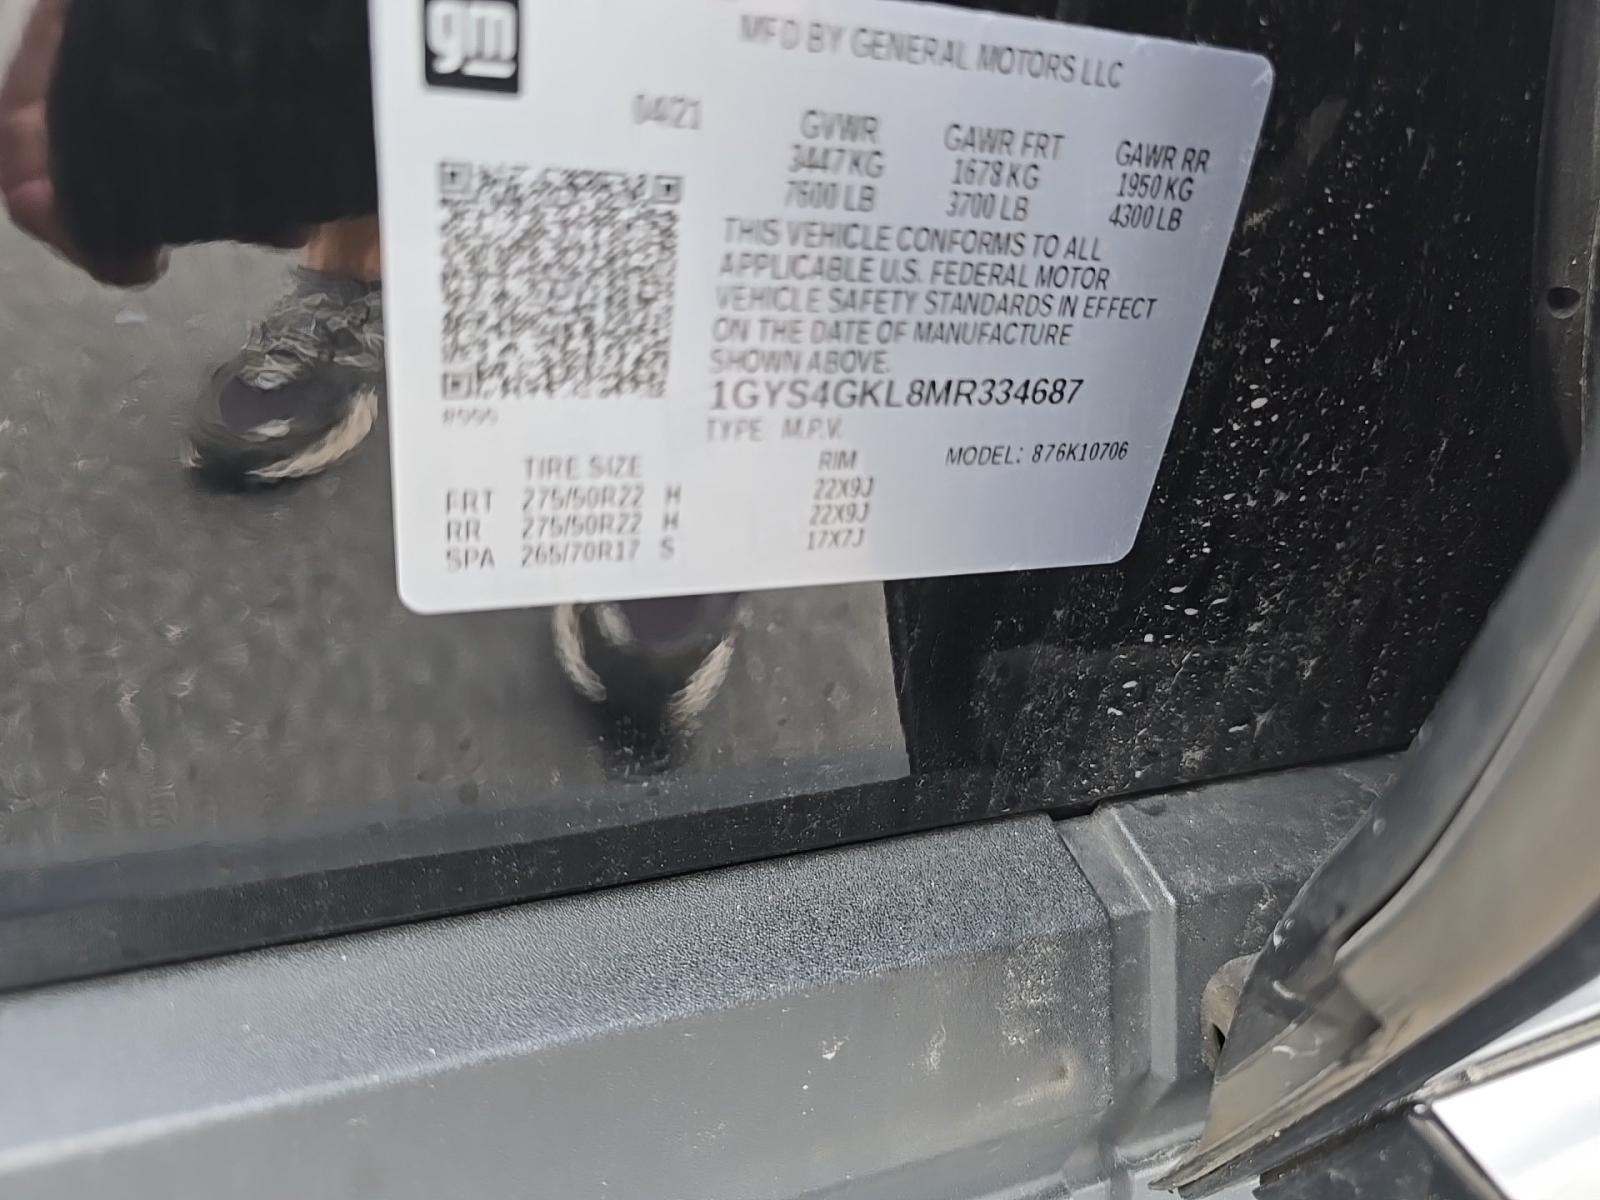 gm
MFD BY GENERAL MOTORS LLC
04/21
GVWR
3447 KG
7600 LB
GAWR FRT
1678 KG
3700 LB
GAWR RR
1950 KG
4300 LB
THIS VEHICLE CONFORMS TO ALL
APPLICABLE U.S. FEDERAL MOTOR
VEHICLE SAFETY STANDARDS IN EFFECT
ON THE DATE OF MANUFACTURE
SHOWN ABOVE.
1GYS4GKL8MR334687
TYPE M.P.V.
MODEL: 876K10706
TIRE SIZE RIM
FRT 275/50R22 H 22X9J
RR 275/50R22 H 22X9J
SPA 265/70R17 S 17X7J